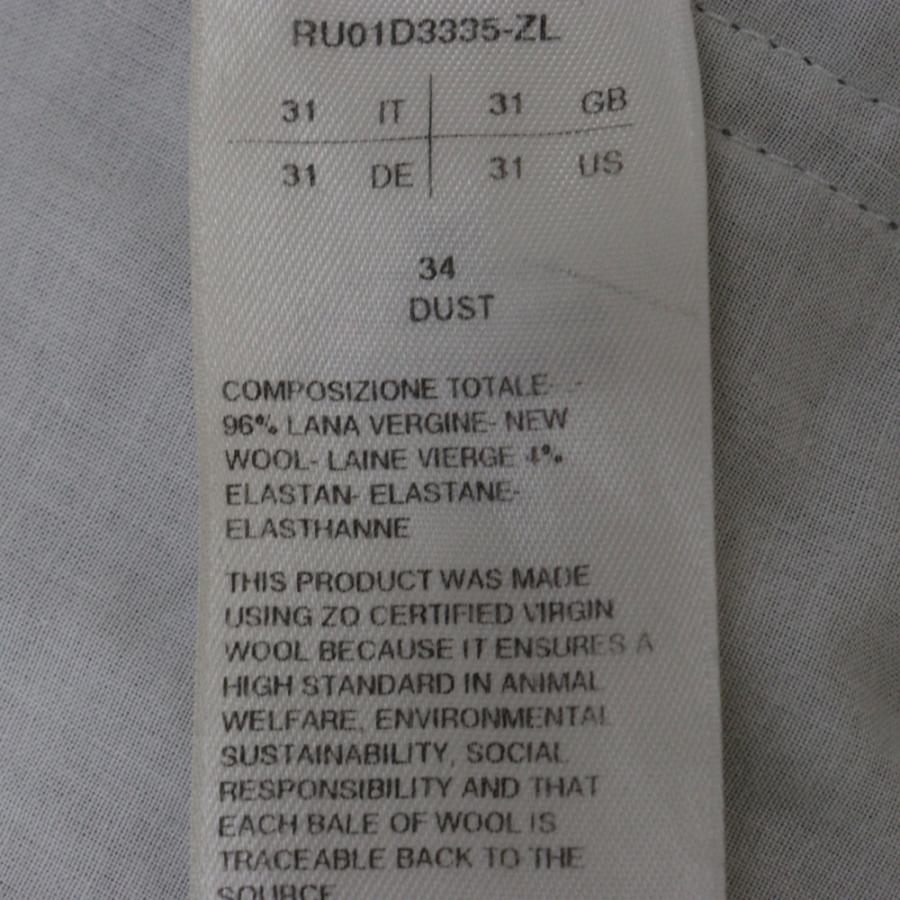 RU01D3335-ZL
31 IT 31 GB
31 DE 31 US
34
DUST
COMPOSIZIONE TOTALE- -
96% LANA VERGINE- NEW
WOOL- LAINE VIERGE 4%
ELASTAN- ELASTANE-
ELASTHANNE
THIS PRODUCT WAS MADE
USING ZQ CERTIFIED VIRGIN
WOOL BECAUSE IT ENSURES A
HIGH STANDARD IN ANIMAL
WELFARE, ENVIRONMENTAL
SUSTAINABILITY, SOCIAL
RESPONSIBILITY AND THAT
EACH BALE OF WOOL IS
TRACEABLE BACK TO THE
SOURCE